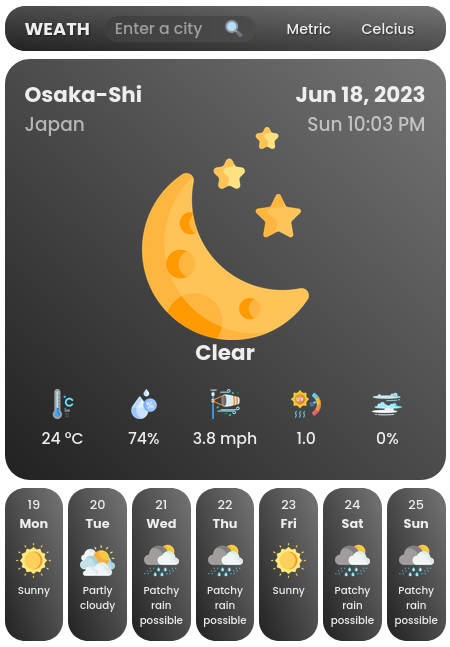 WEATH Enter a city Metric Celcius
Osaka-Shi Jun 18, 2023
Japan Sun 10:03 PM
Clear
24 °C 74% 3.8 mph 1.0 0%
19 20 21 22 23 24 25
Mon Tue Wed Thu Fri Sat Sun
Sunny Partly Patchy Patchy Sunny Patchy Patchy
cloudy rain rain rain rain
possible possible possible possible